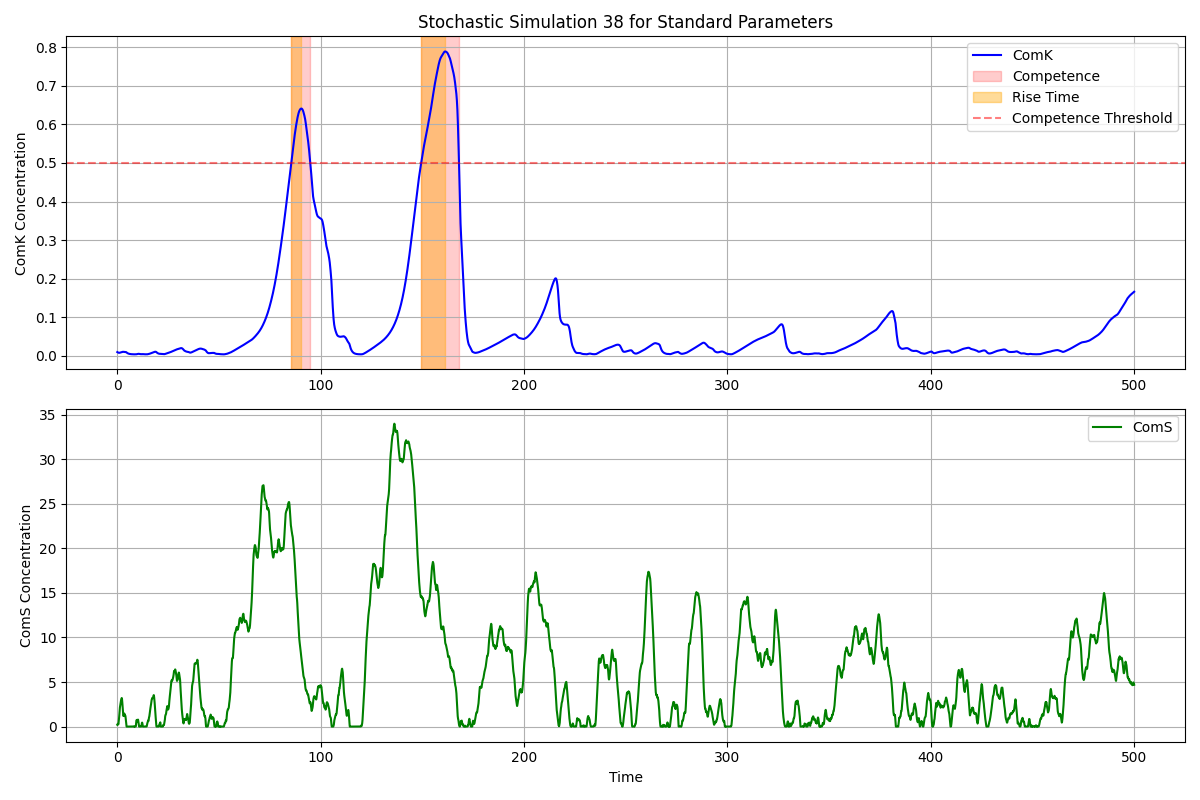 Stochastic Simulation 38 for Standard Parameters
ComK Concentration
0.8
0.7
0.6
0.5
0.4
0.3
0.2
0.1
0.0
ComK
Competence
Rise Time
Competence Threshold
0 100 200 300 400 500
ComS Concentration
35
30
25
20
15
10
5
0
ComS
0 100 200 300 400 500
Time